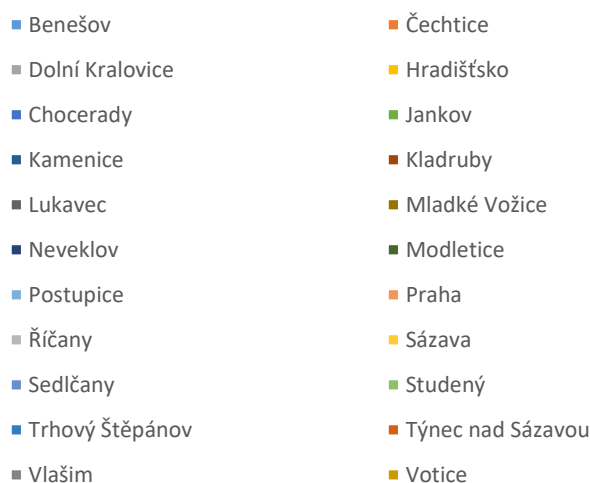 Benešov Čechtice
Dolní Kralovice Hradišťsko
Chocerady Jankov
Kamenice Kladruby
Lukavec Mladké Vožice
Neveklov Modletice
Postupice Praha
Říčany Sázava
Sedlčany Studený
Trhový Štěpánov Týnec nad Sázavou
Vlašim Votice